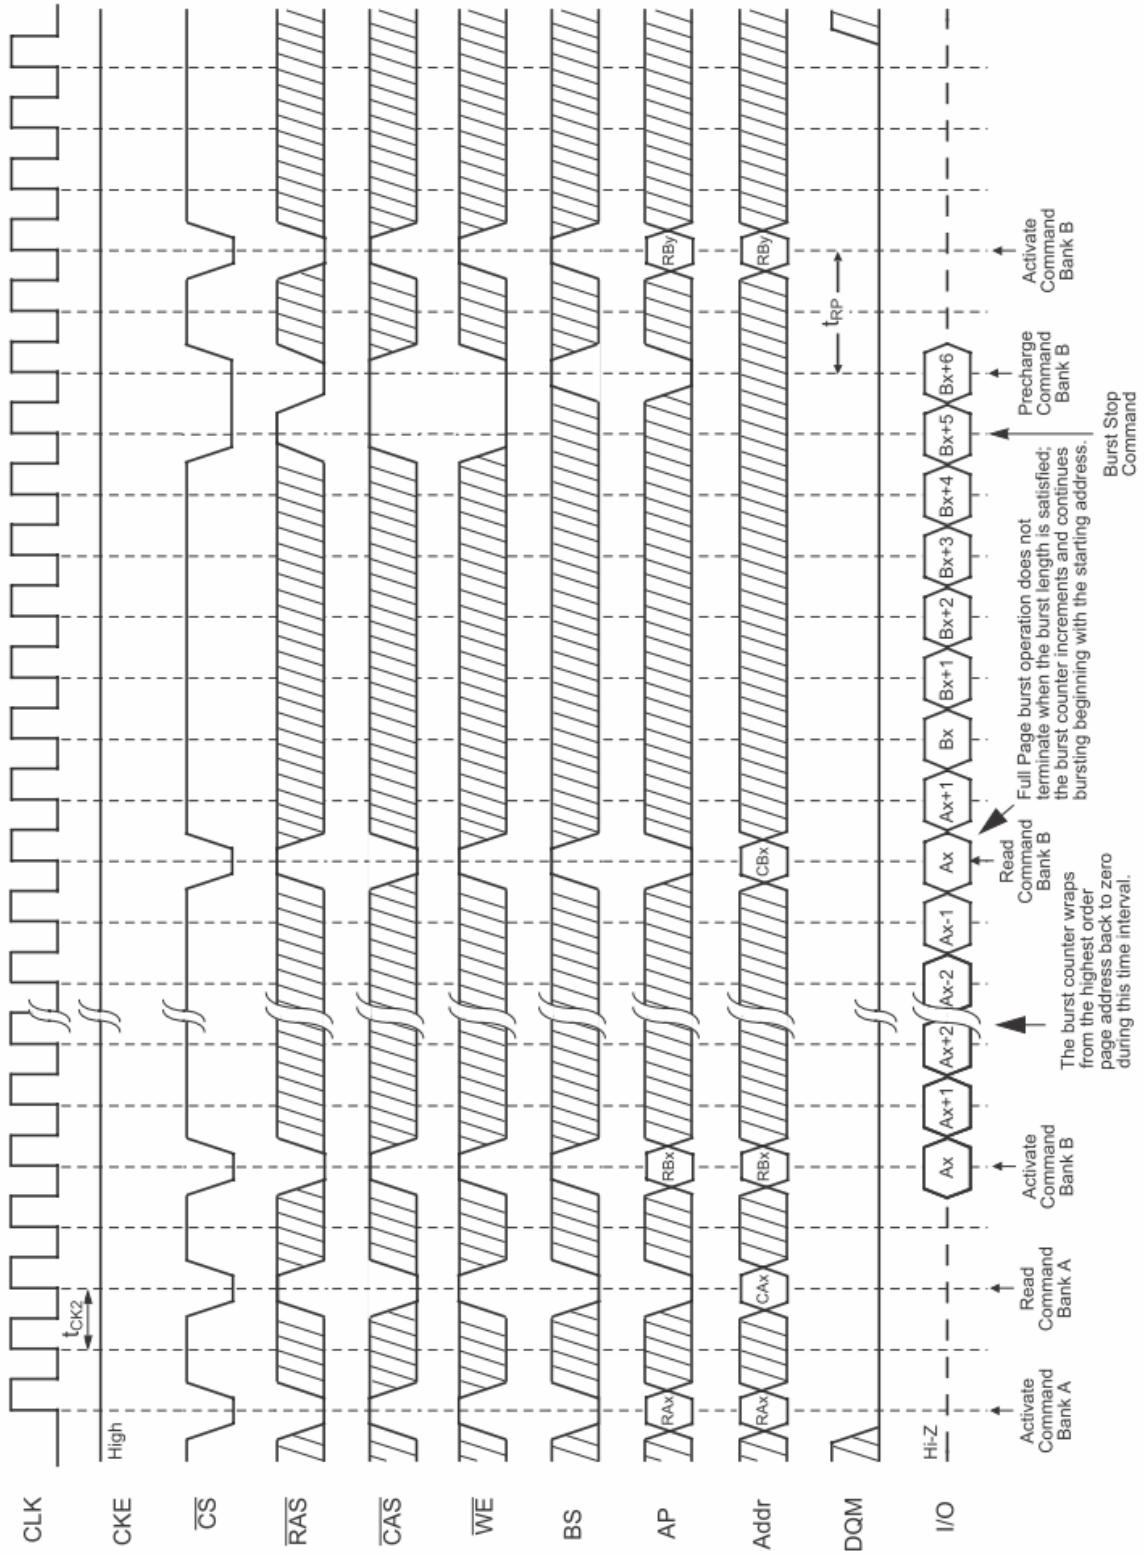 CLK
tCK2
CKE
High
CS
RAS
CAS
WE
BS
AP
RAx
RBx
RBy
Addr
RAx
CAx
RBx
CBx
RBy
tRP
DQM
I/O
Hi-Z
Ax
Ax+1
Ax+2
Ax-2
Ax-1
Ax
Ax+1
Bx
Bx+1
Bx+2
Bx+3
Bx+4
Bx+5
Bx+6
Activate
Command
Bank A
Read
Command
Bank A
Activate
Command
Bank B
The burst counter wraps
from the highest order
page address back to zero
during this time interval.
Read
Command
Bank B
Full Page burst operation does not
terminate when the burst length is satisfied;
the burst counter increments and continues
bursting beginning with the starting address.
Burst Stop
Command
Precharge
Command
Bank B
Activate
Command
Bank B